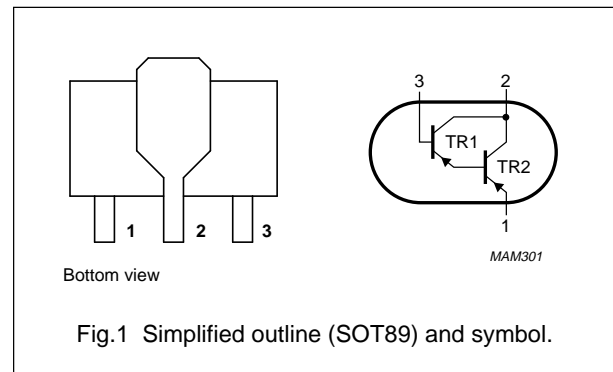 1 2 3
Bottom view
3 2
TR1
TR2
1
MAM301
Fig.1 Simplified outline (SOT89) and symbol.